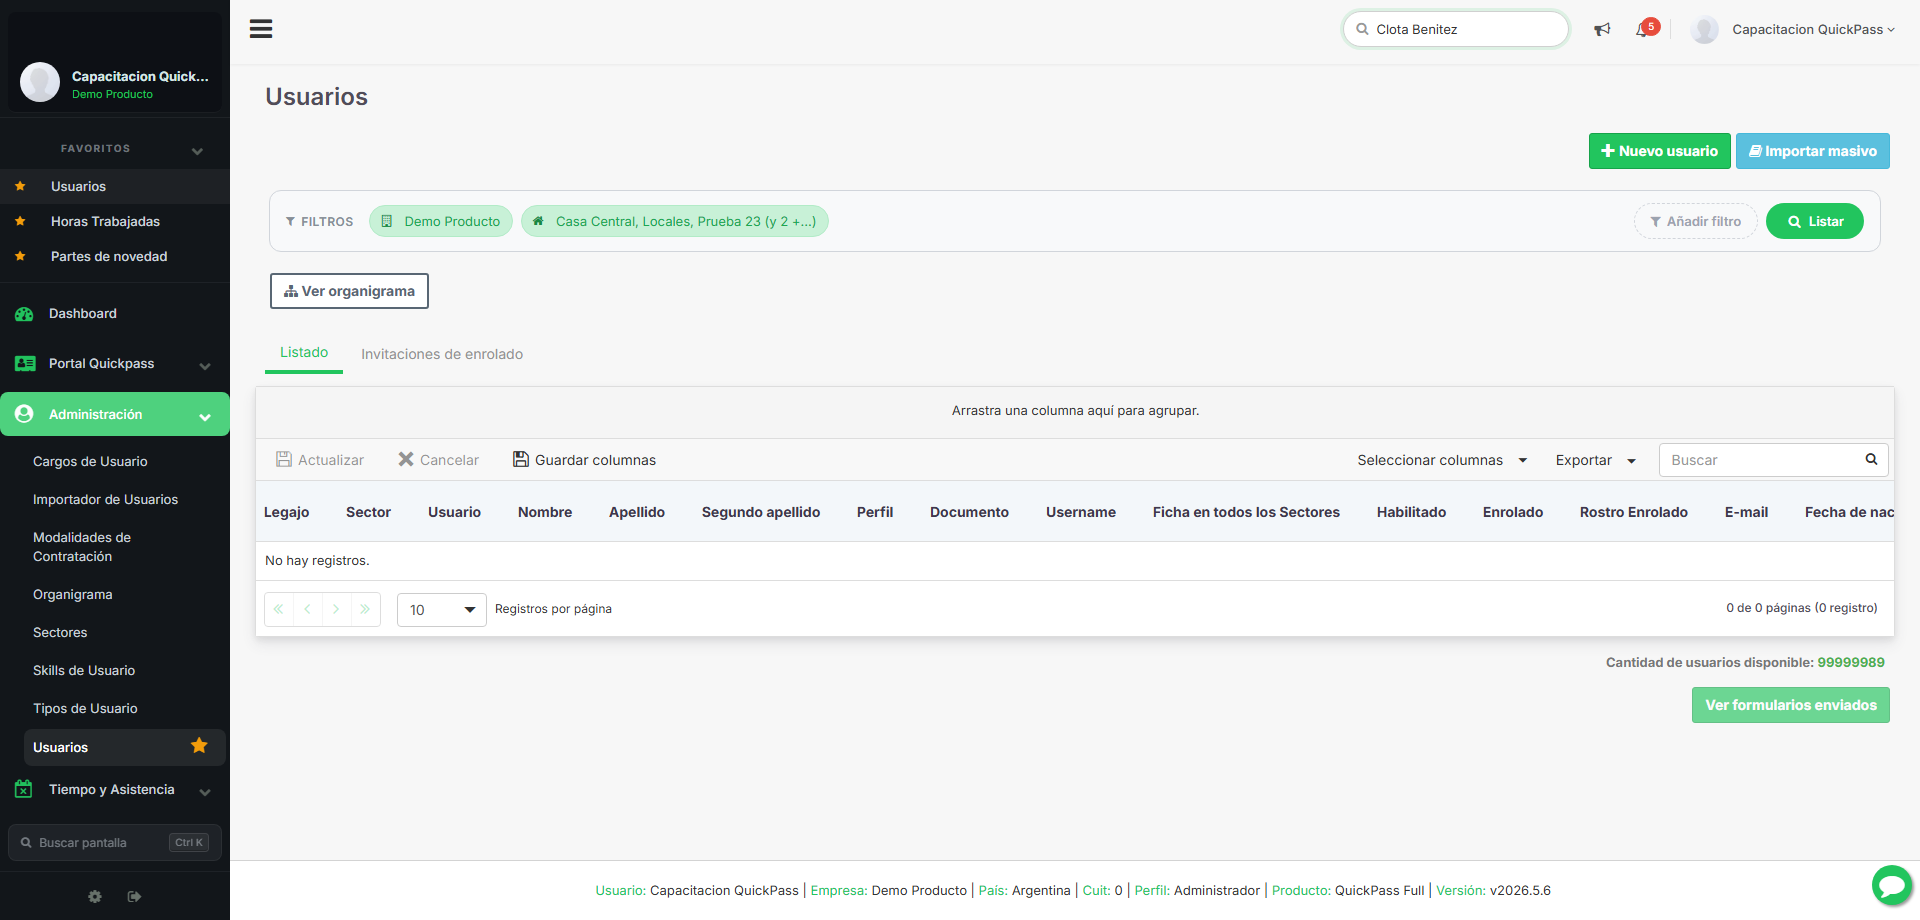 Capacitacion Quick...
Demo Producto
FAVORITOS
Usuarios
Horas Trabajadas
Partes de novedad
Dashboard
Portal Quickpass
Administración
Cargos de Usuario
Importador de Usuarios
Modalidades de
Contratación
Organigrama
Sectores
Skills de Usuario
Tipos de Usuario
Usuarios
Tiempo y Asistencia
Buscar pantalla Ctrl K
Clota Benitez
5
Capacitacion QuickPass
Usuarios
Nuevo usuario Importar masivo
FILTROS Demo Producto Casa Central, Locales, Prueba 23 (y 2 +...) Añadir filtro Listar
Ver organigrama
Listado Invitaciones de enrolado
Arrastra una columna aquí para agrupar.
Actualizar Cancelar Guardar columnas Seleccionar columnas Exportar Buscar
Legajo Sector Usuario Nombre Apellido Segundo apellido Perfil Documento Username Ficha en todos los Sectores Habilitado Enrolado Rostro Enrolado E-mail Fecha de nac
No hay registros.
10 Registros por página 0 de 0 páginas (0 registro)
Cantidad de usuarios disponible: 99999989
Ver formularios enviados
Usuario: Capacitacion QuickPass | Empresa: Demo Producto | País: Argentina | Cuit: 0 | Perfil: Administrador | Producto: QuickPass Full | Versión: v2026.5.6